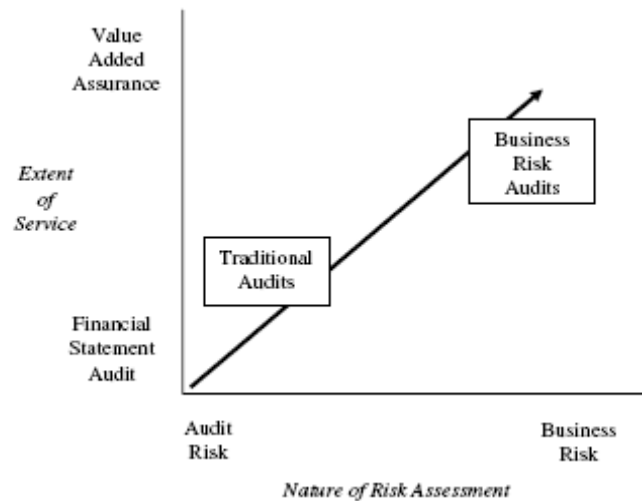 Value
Added
Assurance
Business
Risk
Audits
Extent
of
Service
Traditional
Audits
Financial
Statement
Audit
Audit
Risk
Business
Risk
Nature of Risk Assessment